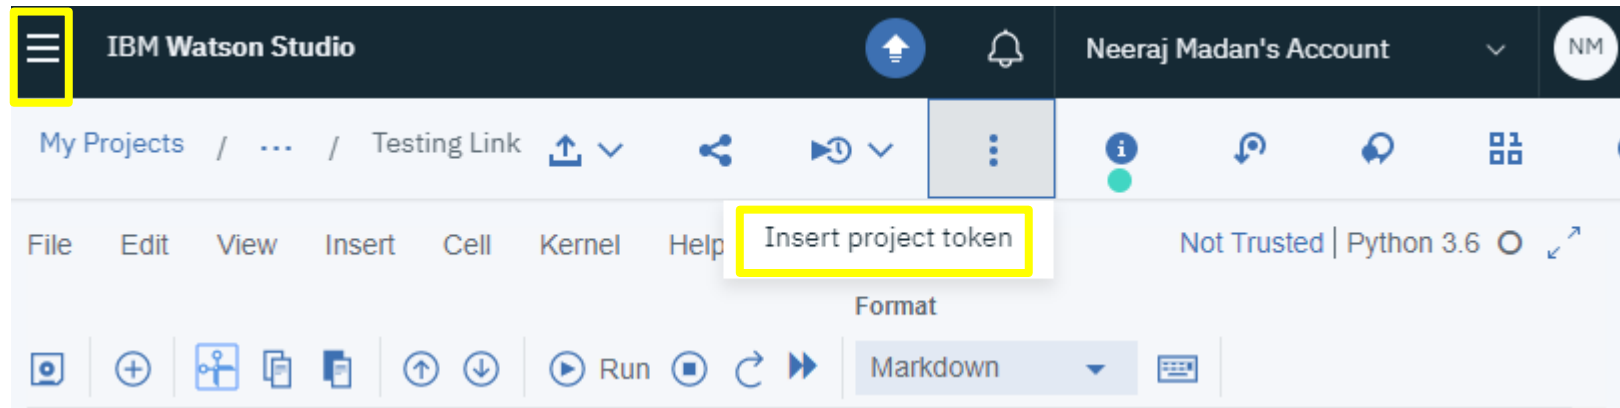 IBM Watson Studio Neeraj Madan's Account NM
My Projects / ... / Testing Link
File Edit View Insert Cell Kernel Help Insert project token Not Trusted | Python 3.6
Format
Run Markdown